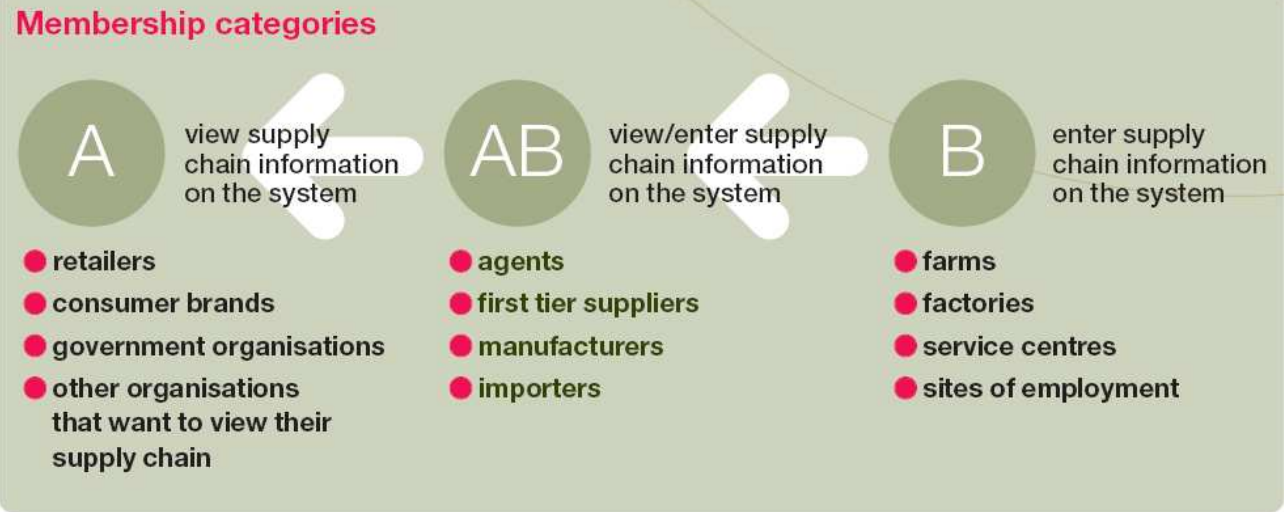 Membership categories
A
view supply
chain information
on the system
retailers
consumer brands
government organisations
other organisations
that want to view their
supply chain
AB
view/enter supply
chain information
on the system
agents
first tier suppliers
manufacturers
importers
B
enter supply
chain information
on the system
farms
factories
service centres
sites of employment